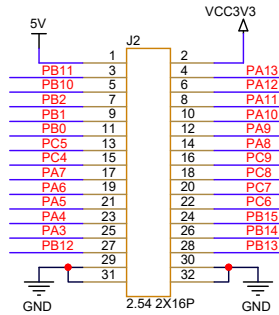 5V VCC3V3
J2
1 2
PB11 3 4 PA13
PB10 5 6 PA12
PB2 7 8 PA11
PB1 9 10 PA10
PB0 11 12 PA9
PC5 13 14 PA8
PC4 15 16 PC9
PA7 17 18 PC8
PA6 19 20 PC7
PA5 21 22 PC6
PA4 23 24 PB15
PA3 25 26 PB14
PB12 27 28 PB13
29 30
31 32
GND 2.54 2X16P GND